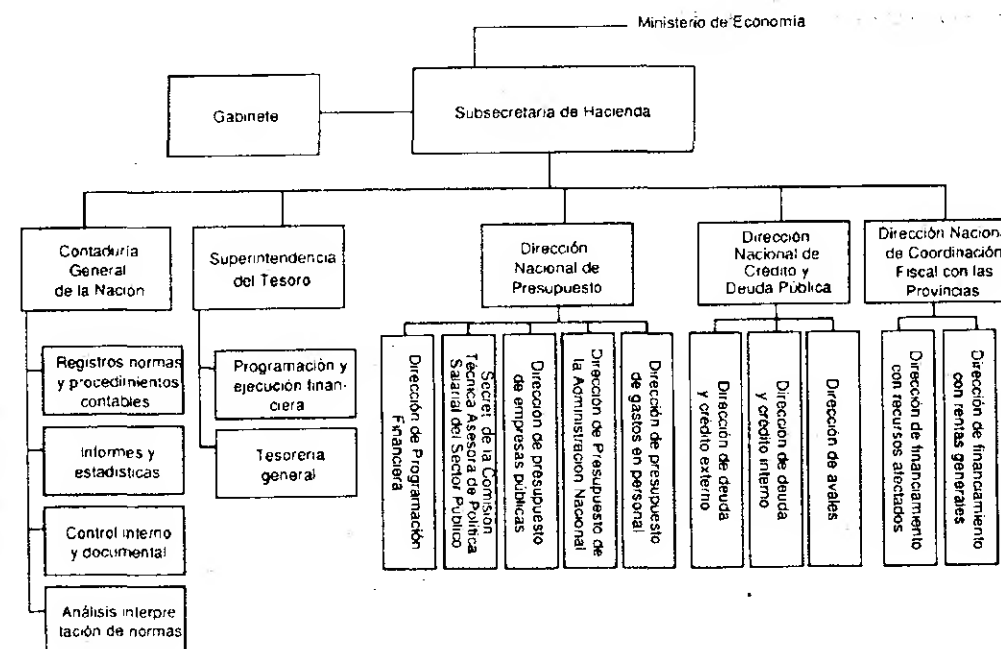 Ministerio de Economía
Gabinete
Subsecretaría de Hacienda
Contaduría
General
de la Nación
Superintendencia
del Tesoro
Dirección
Nacional de
Presupuesto
Dirección
Nacional de
Crédito y
Deuda Pública
Dirección Naciona
de Coordinación
Fiscal con las
Provincias
Registros normas
y procedimientos
contables
Informes y
estadísticas
Control interno
y documental
Análisis interpre
tación de normas
Programación y
ejecución finan-
ciera
Tesorería
general
Dirección de Programación
Financiera
Secret. de la Comisión
Técnica Asesora de Política
Salarial del Sector Público
Dirección de presupuesto
de empresas públicas
Dirección de Presupuesto de
la Administración Nacional
Dirección de presupuesto
de gastos en personal
Dirección de deuda
y crédito externo
Dirección de deuda
y crédito interno
Dirección de avales
Dirección de financiamiento
con recursos afectados
Dirección de financiamiento
con rentas generales